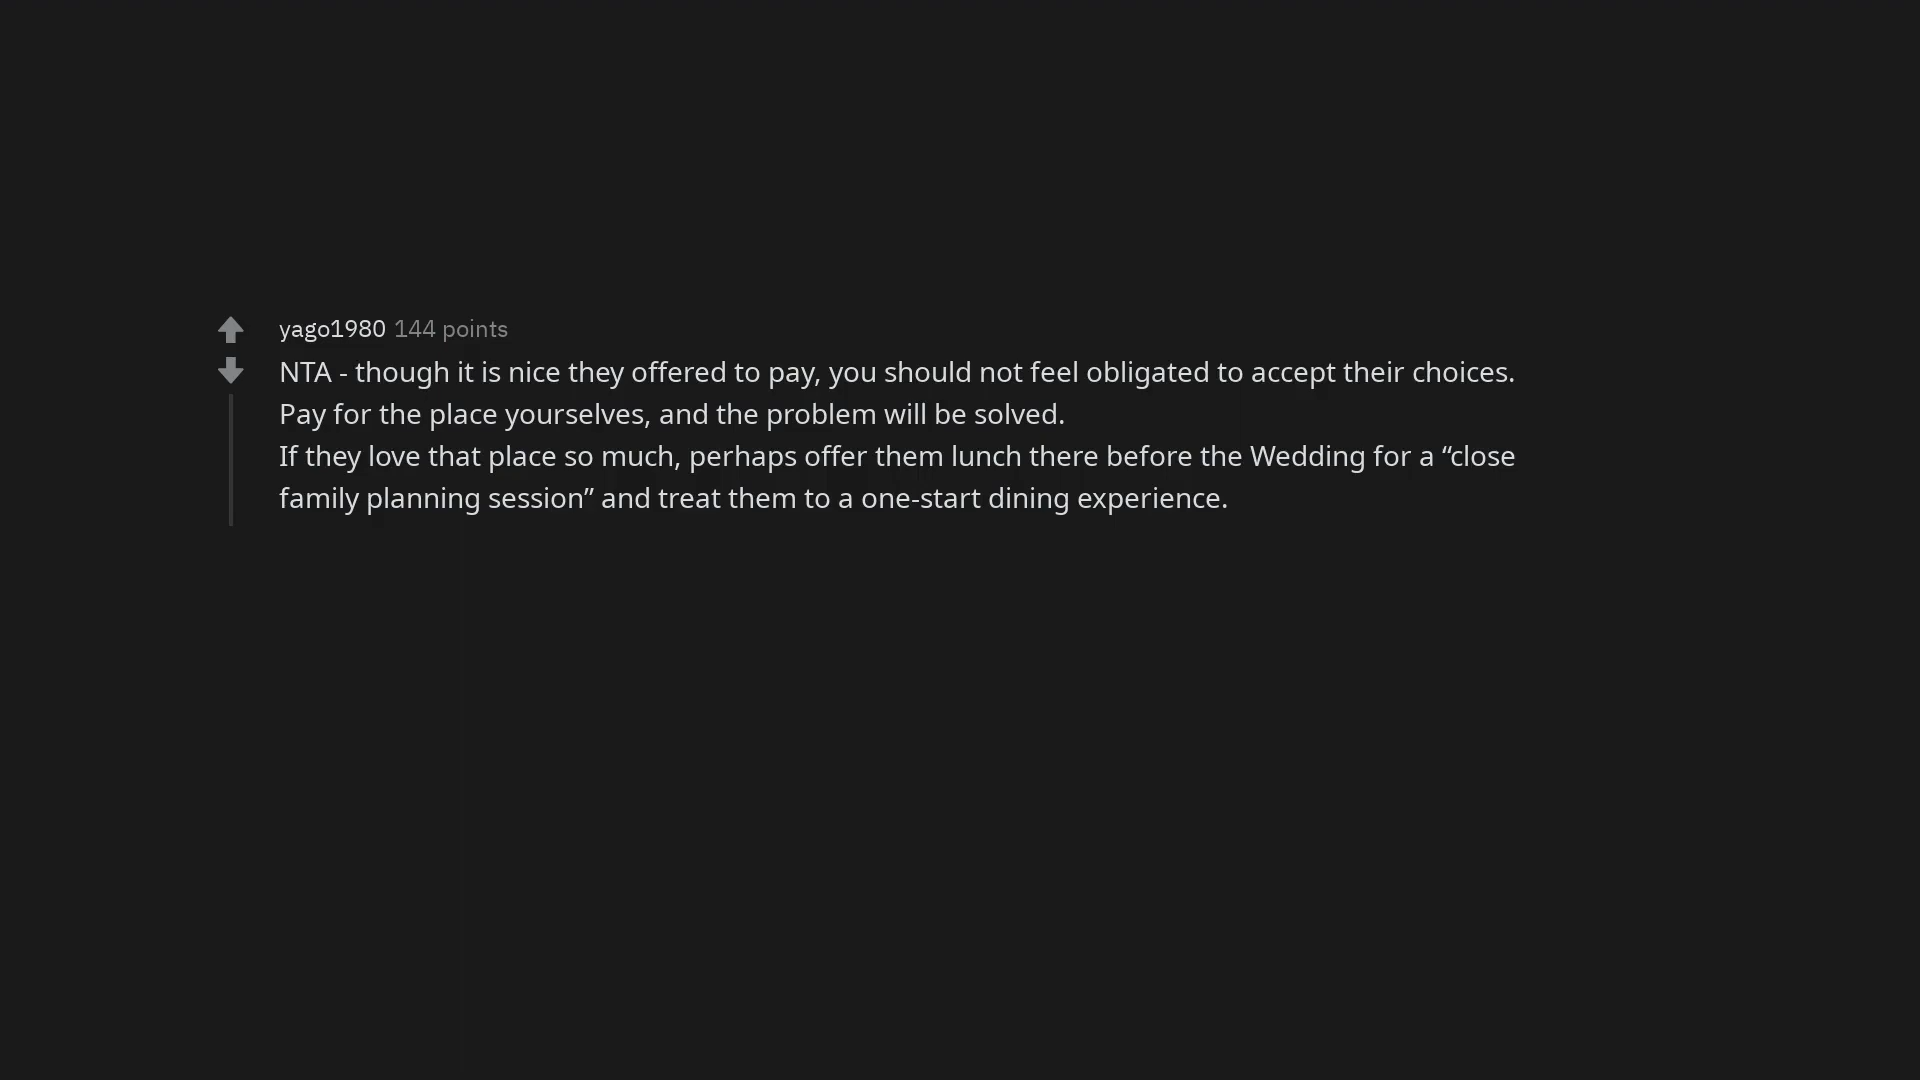 yago1980 144 points
NTA - though it is nice they offered to pay, you should not feel obligated to accept their choices.
Pay for the place yourselves, and the problem will be solved.
If they love that place so much, perhaps offer them lunch there before the Wedding for a “close
family planning session” and treat them to a one-start dining experience.